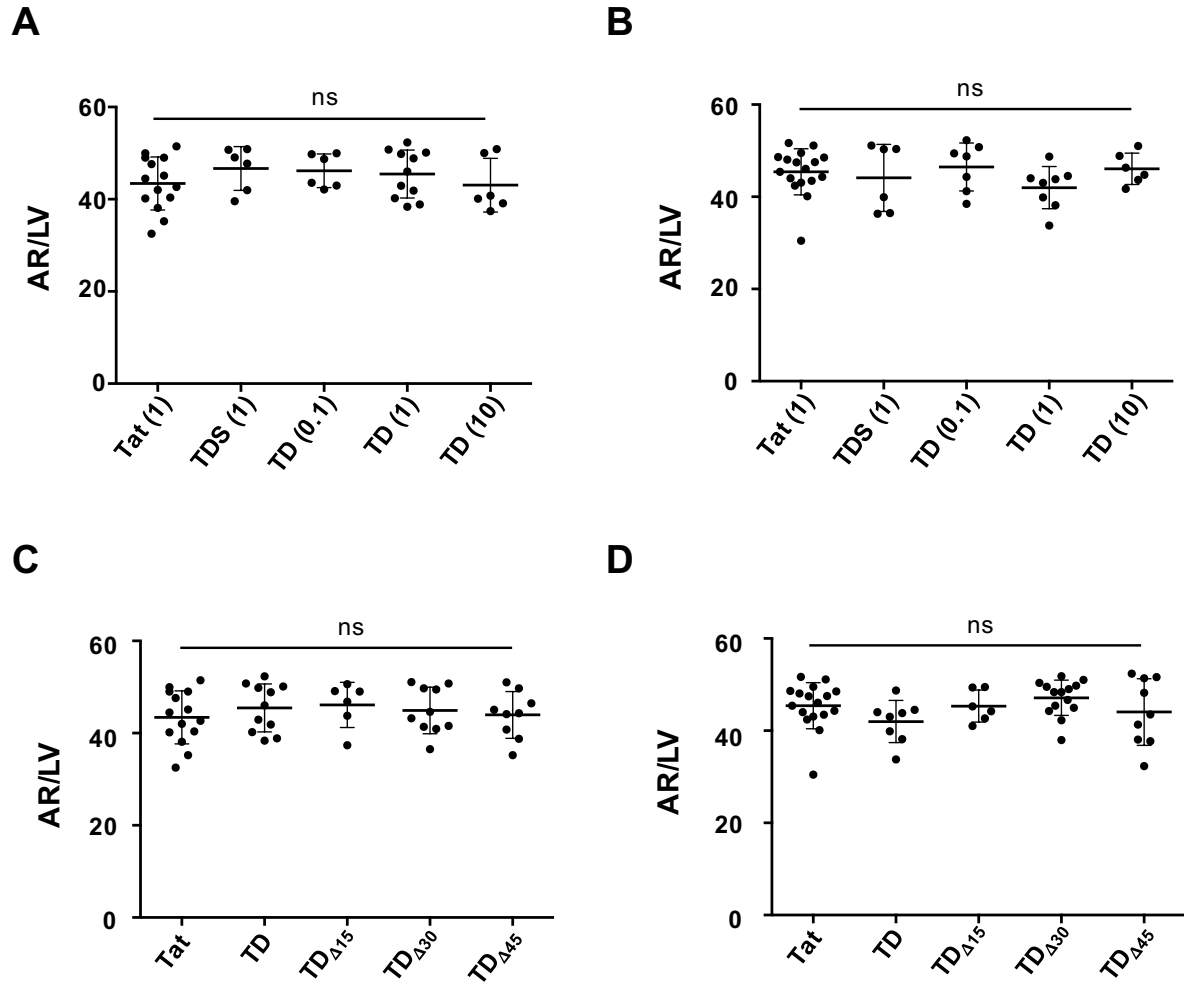 A
ns
60
40
20
0
AR/LV
Tat (1)
TDS (1)
TD (0.1)
TD (1)
TD (10)
B
ns
60
40
20
0
AR/LV
Tat (1)
TDS (1)
TD (0.1)
TD (1)
TD (10)
C
ns
60
40
20
0
AR/LV
Tat
TD
TDΔ15
TDΔ30
TDΔ45
D
ns
60
40
20
0
AR/LV
Tat
TD
TDΔ15
TDΔ30
TDΔ45